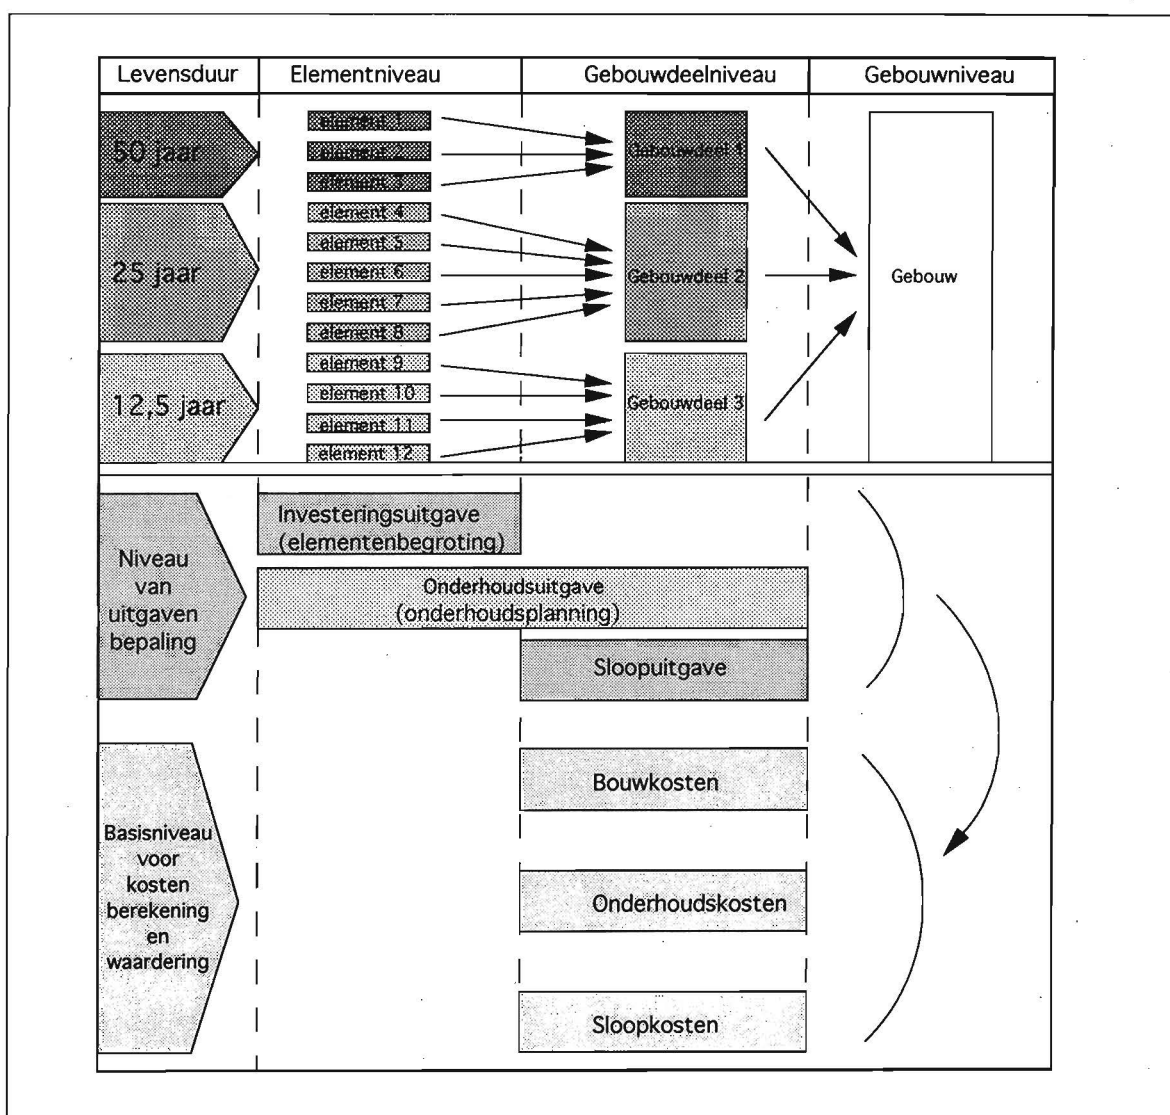 Levensduur
Elementniveau
Gebouwdeelniveau
Gebouwniveau
50 jaar
25 jaar
12,5 jaar
element 1
element 2
element 3
element 4
element 5
element 6
element 7
element 8
element 9
element 10
element 11
element 12
Gebouwdeel 1
Gebouwdeel 2
Gebouwdeel 3
Gebouw
Niveau
van
uitgaven
bepaling
Investeringsuitgave
(elementenbegroting)
Onderhoudsuitgave
(onderhoudsplanning)
Sloopuitgave
Basisniveau
voor
kosten
berekening
en
waardering
Bouwkosten
Onderhoudskosten
Sloopkosten